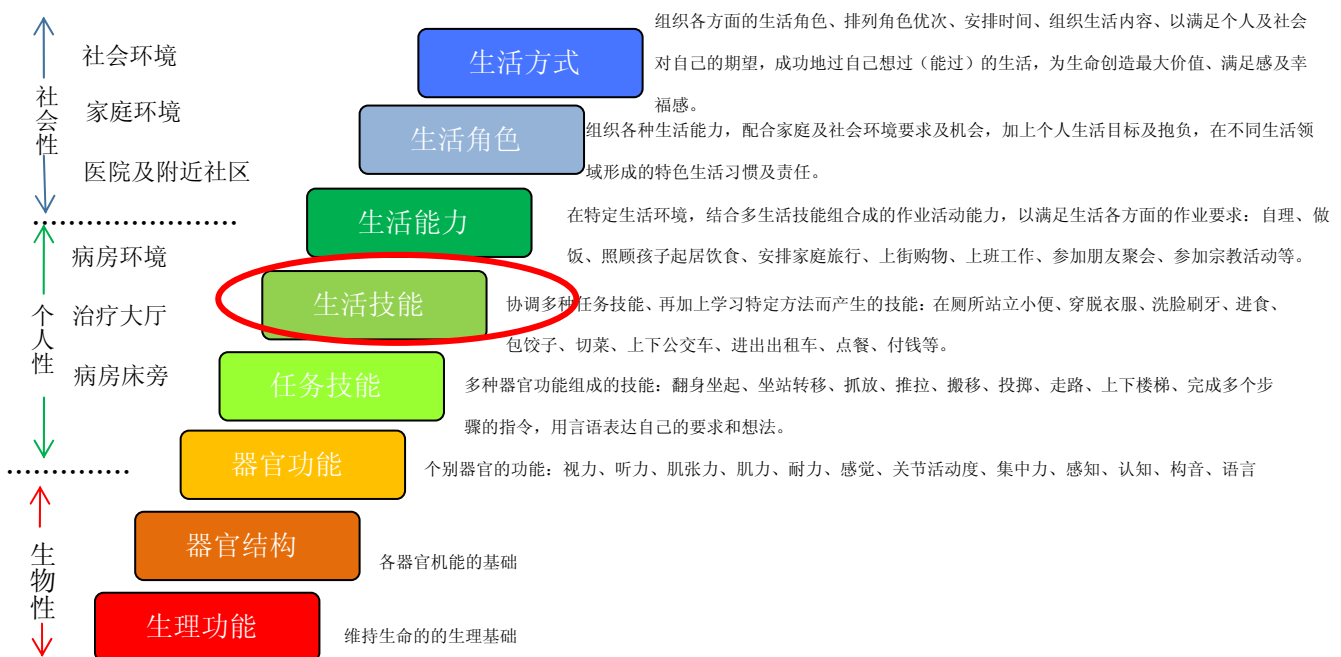 组织各方面的生活角色、排列角色优次、安排时间、组织生活内容、以满足个人及社会
社会环境
生活方式
对自己的期望，成功地过自己想过（能过）的生活，为生命创造最大价值、满足感及幸
福感。
社会性
家庭环境
生活角色
组织各种生活能力，配合家庭及社会环境要求及机会，加上个人生活目标及抱负，在不同生活领
医院及附近社区
域形成的特色生活习惯及责任。
生活能力
在特定生活环境，结合多生活技能组合成的作业活动能力，以满足生活各方面的作业要求：自理、做
病房环境
饭、照顾孩子起居饮食、安排家庭旅行、上街购物、上班工作、参加朋友聚会、参加宗教活动等。
个人性
治疗大厅
生活技能
协调多种任务技能、再加上学习特定方法而产生的技能：在厕所站立小便、穿脱衣服、洗脸刷牙、进食、
包饺子、切菜、上下公交车、进出出租车、点餐、付钱等。
病房床旁
任务技能
多种器官功能组成的技能：翻身坐起、坐站转移、抓放、推拉、搬移、投掷、走路、上下楼梯、完成多个步
骤的指令，用言语表达自己的要求和想法。
器官功能
个别器官的功能：视力、听力、肌张力、肌力、耐力、感觉、关节活动度、集中力、感知、认知、构音、语言
生物性
器官结构
各器官机能的基础
生理功能
维持生命的的生理基础